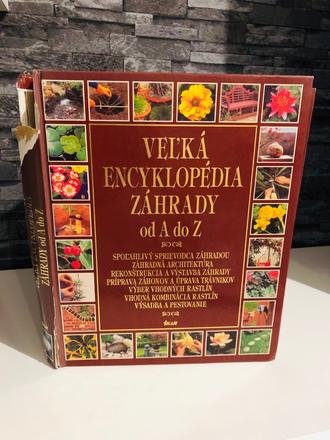 VEĽKÁ
ENCYKLOPÉDIA
ZÁHRADY
od A do Z
SPOĽAHLIVÝ SPRIEVODCA ZÁHRADOU
ZÁHRADNÁ ARCHITEKTÚRA
REKONŠTRUKCIA A VÝSTAVBA ZÁHRADY
PRÍPRAVA ZÁHONOV A ÚPRAVA TRÁVNIKOV
VÝBER VHODNÝCH RASTLÍN
VHODNÁ KOMBINÁCIA RASTLÍN
VÝSADBA A PESTOVANIE
ikar
ZÁHRADY od A do Z